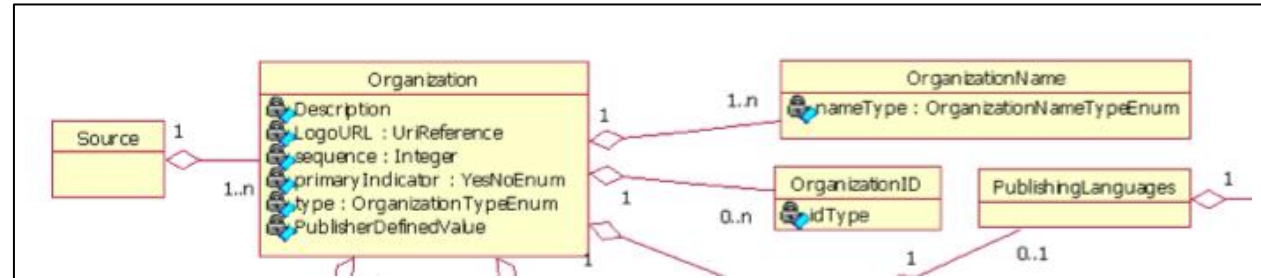 Organization
Description
LogoURL : UriReference
sequence : Integer
primaryIndicator : YesNoEnum
type : OrganizationTypeEnum
PublisherDefinedValue
Source
1
1..n
1
1..n
OrganizationName
nameType : OrganizationNameTypeEnum
1
0..n
OrganizationID
idType
PublishingLanguages
1
1
1
0..1